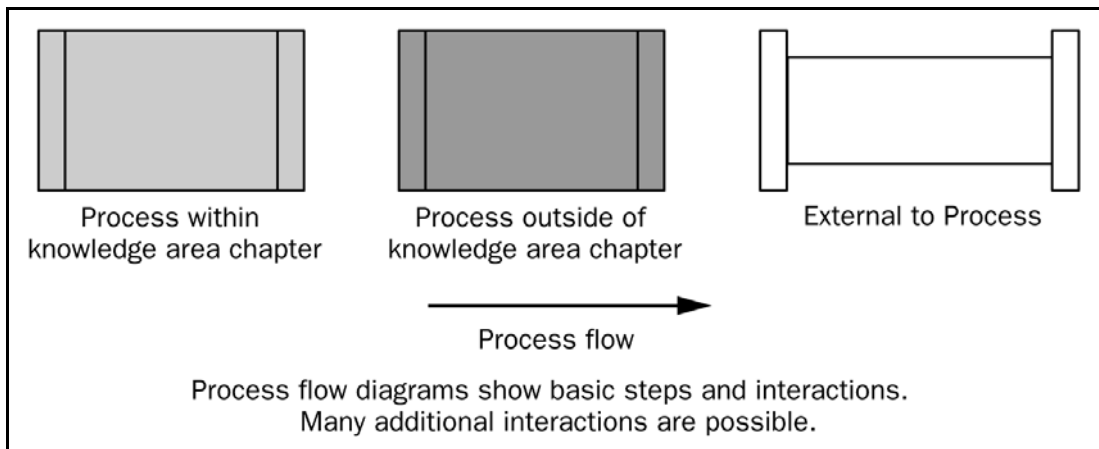 Process within
knowledge area chapter
Process outside of
knowledge area chapter
External to Process
Process flow
Process flow diagrams show basic steps and interactions.
Many additional interactions are possible.